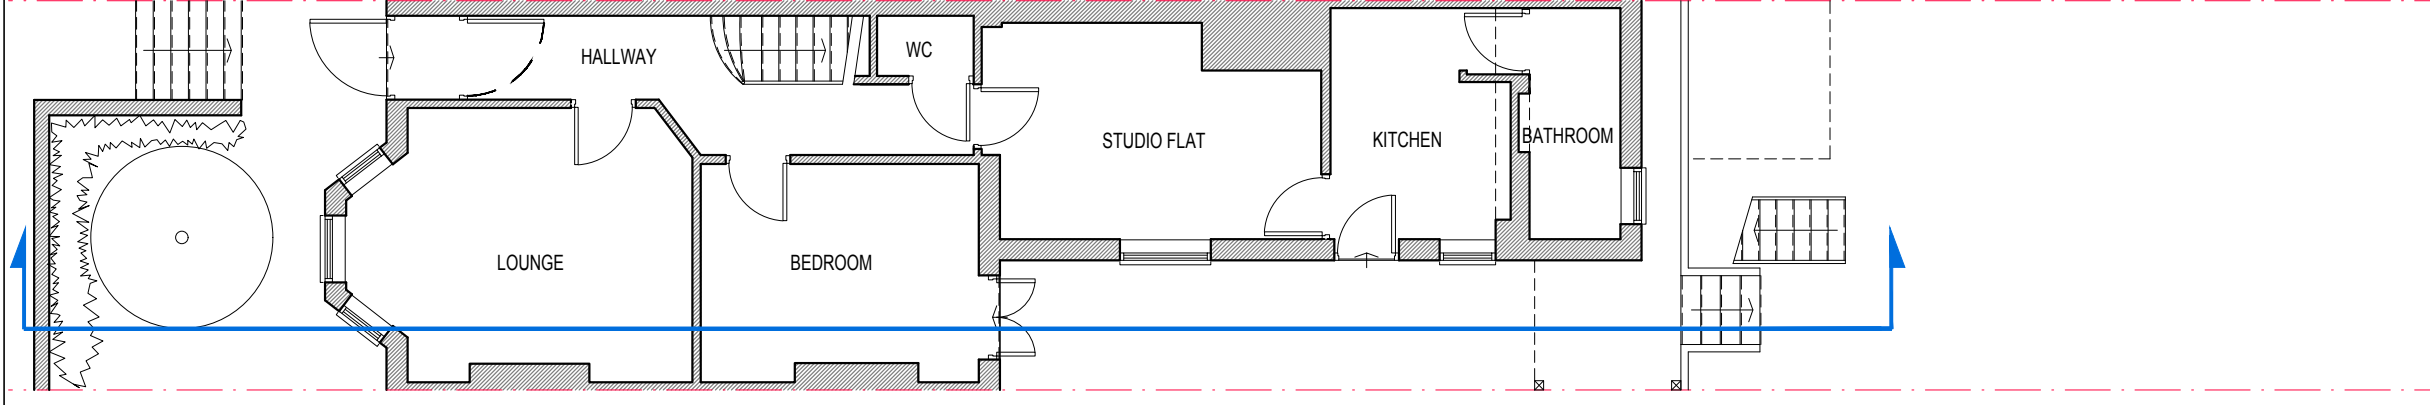 HALLWAY
WC
STUDIO FLAT
KITCHEN
BATHROOM
LOUNGE
BEDROOM